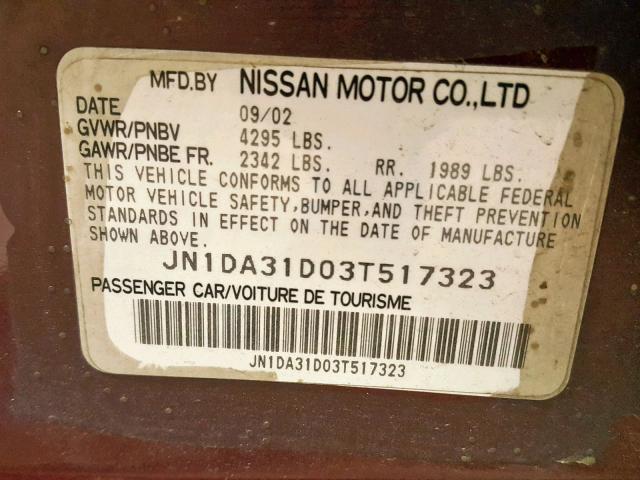 MFD.BY NISSAN MOTOR CO.,LTD
DATE 09/02
GVWR/PNBV 4295 LBS.
GAWR/PNBE FR. 2342 LBS. RR. 1989 LBS.
THIS VEHICLE CONFORMS TO ALL APPLICABLE FEDERAL
MOTOR VEHICLE SAFETY,BUMPER,AND THEFT PREVENTION
STANDARDS IN EFFECT ON THE DATE OF MANUFACTURE
SHOWN ABOVE.
JN1DA31D03T517323
PASSENGER CAR/VOITURE DE TOURISME
JN1DA31D03T517323